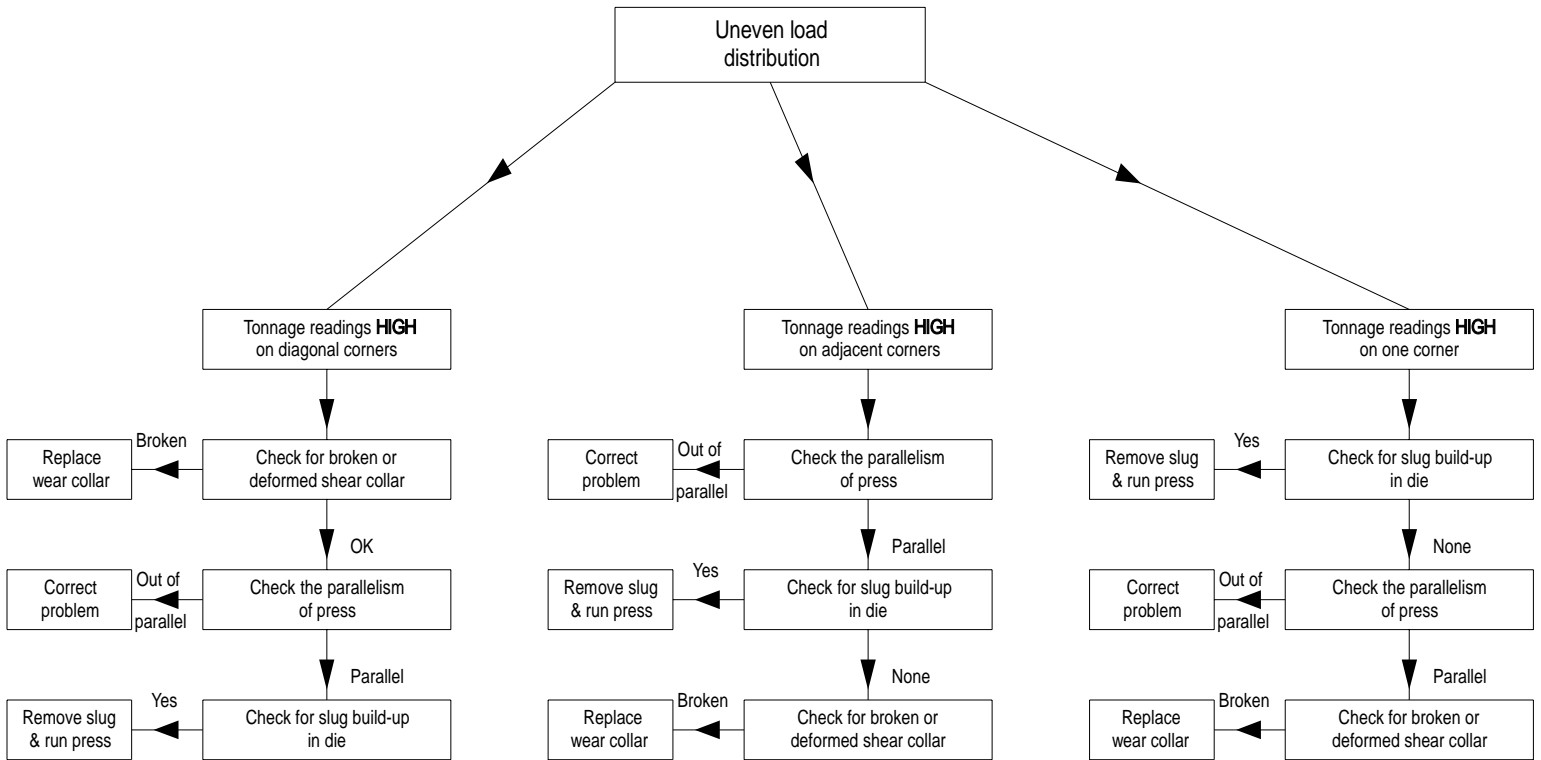 Uneven load
distribution
Tonnage readings HIGH
on diagonal corners
Tonnage readings HIGH
on adjacent corners
Tonnage readings HIGH
on one corner
Replace
wear collar
Broken
Check for broken or
deformed shear collar
Correct
problem
Out of
parallel
Check the parallelism
of press
Remove slug
& run press
Yes
Check for slug build-up
in die
OK
Parallel
None
Correct
problem
Out of
parallel
Check the parallelism
of press
Remove slug
& run press
Yes
Check for slug build-up
in die
Correct
problem
Out of
parallel
Check the parallelism
of press
Parallel
None
Parallel
Remove slug
& run press
Yes
Check for slug build-up
in die
Replace
wear collar
Broken
Check for broken or
deformed shear collar
Replace
wear collar
Broken
Check for broken or
deformed shear collar